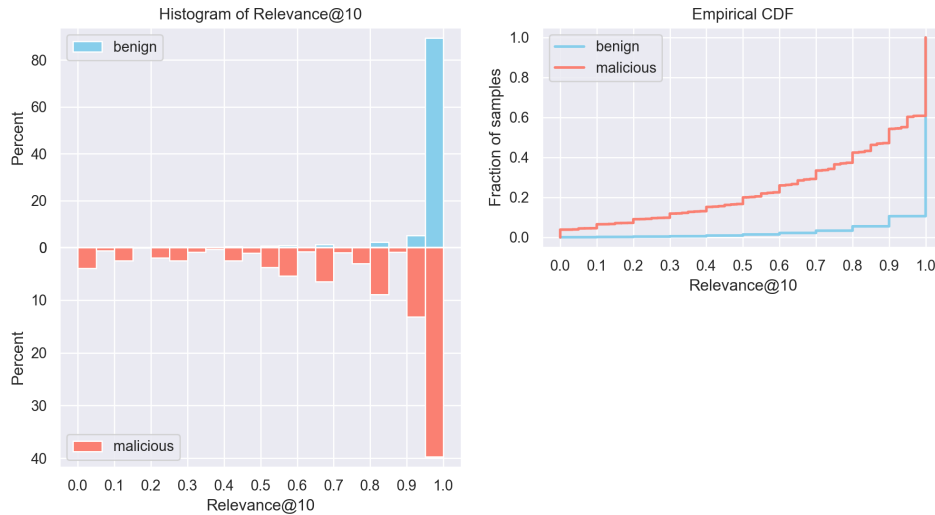 Histogram of Relevance@10
benign
80
60
40
20
0
Percent
10
20
30
40
Percent
malicious
0.0 0.1 0.2 0.3 0.4 0.5 0.6 0.7 0.8 0.9 1.0
Relevance@10
Empirical CDF
benign
malicious
1.0
0.8
0.6
0.4
0.2
0.0
Fraction of samples
0.0 0.1 0.2 0.3 0.4 0.5 0.6 0.7 0.8 0.9 1.0
Relevance@10